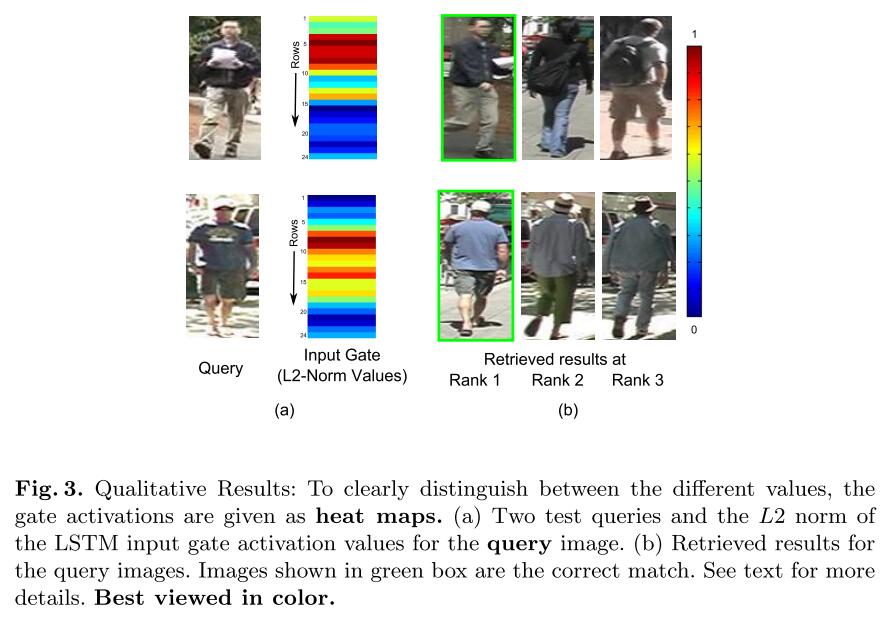 1
5
10
15
20
24
Rows
1
0
1
5
10
15
20
24
Rows
Query
Input Gate
(L2-Norm Values)
Retrieved results at
Rank 1 Rank 2 Rank 3
(a) (b)
Fig. 3. Qualitative Results: To clearly distinguish between the different values, the
gate activations are given as heat maps. (a) Two test queries and the L2 norm of
the LSTM input gate activation values for the query image. (b) Retrieved results for
the query images. Images shown in green box are the correct match. See text for more
details. Best viewed in color.